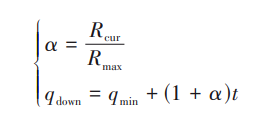 α = R_cur / R_max
q_down = q_min + (1 + α)t